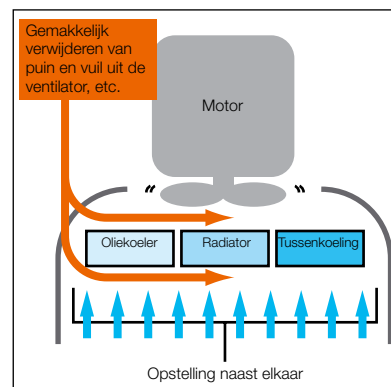 Gemakkelijk
verwijderen van
puin en vuil uit de
ventilator, etc.
Motor
Oliekoeler
Radiator
Tussenkoeling
Opstelling naast elkaar